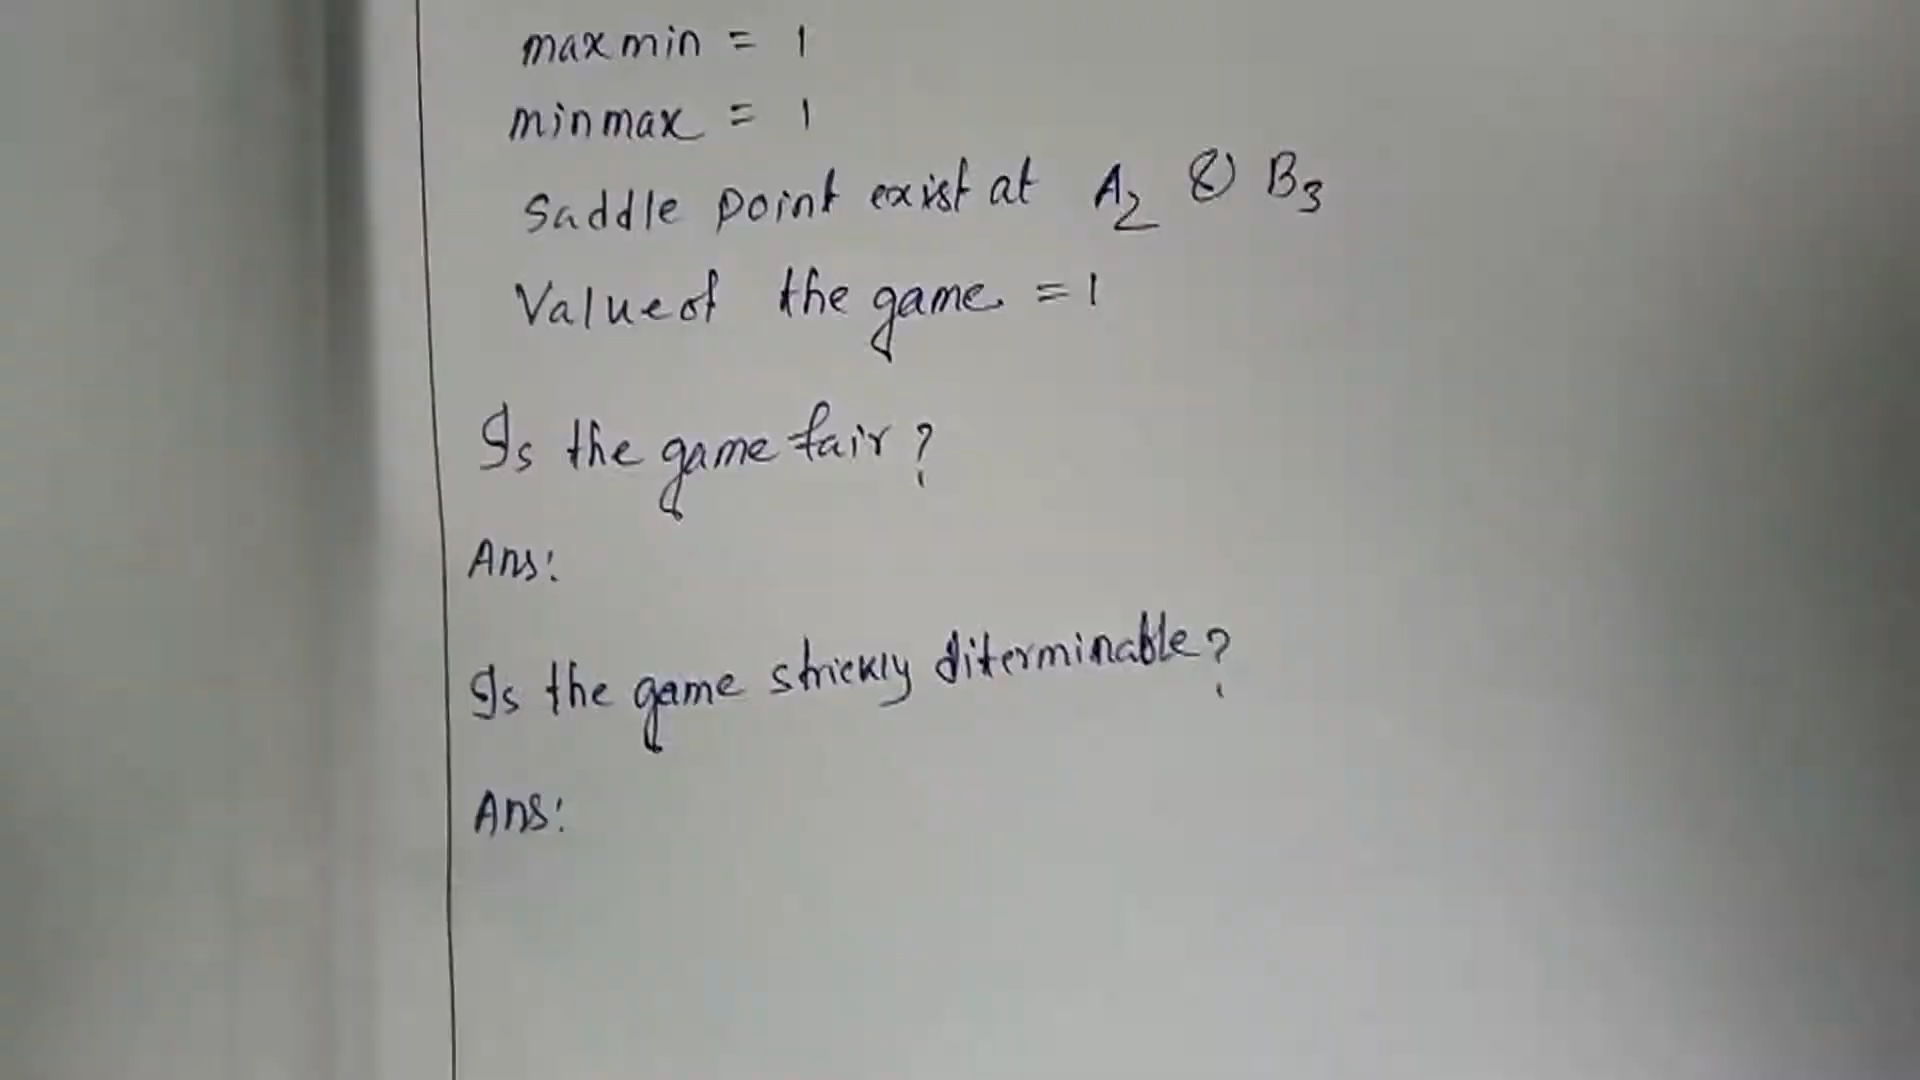 maxmin = 1
minmax = 1
Saddle point exist at A₂ & B₃
Value of the game = 1
Is the game fair?
Ans:
Is the game strickly diterminable?
Ans: